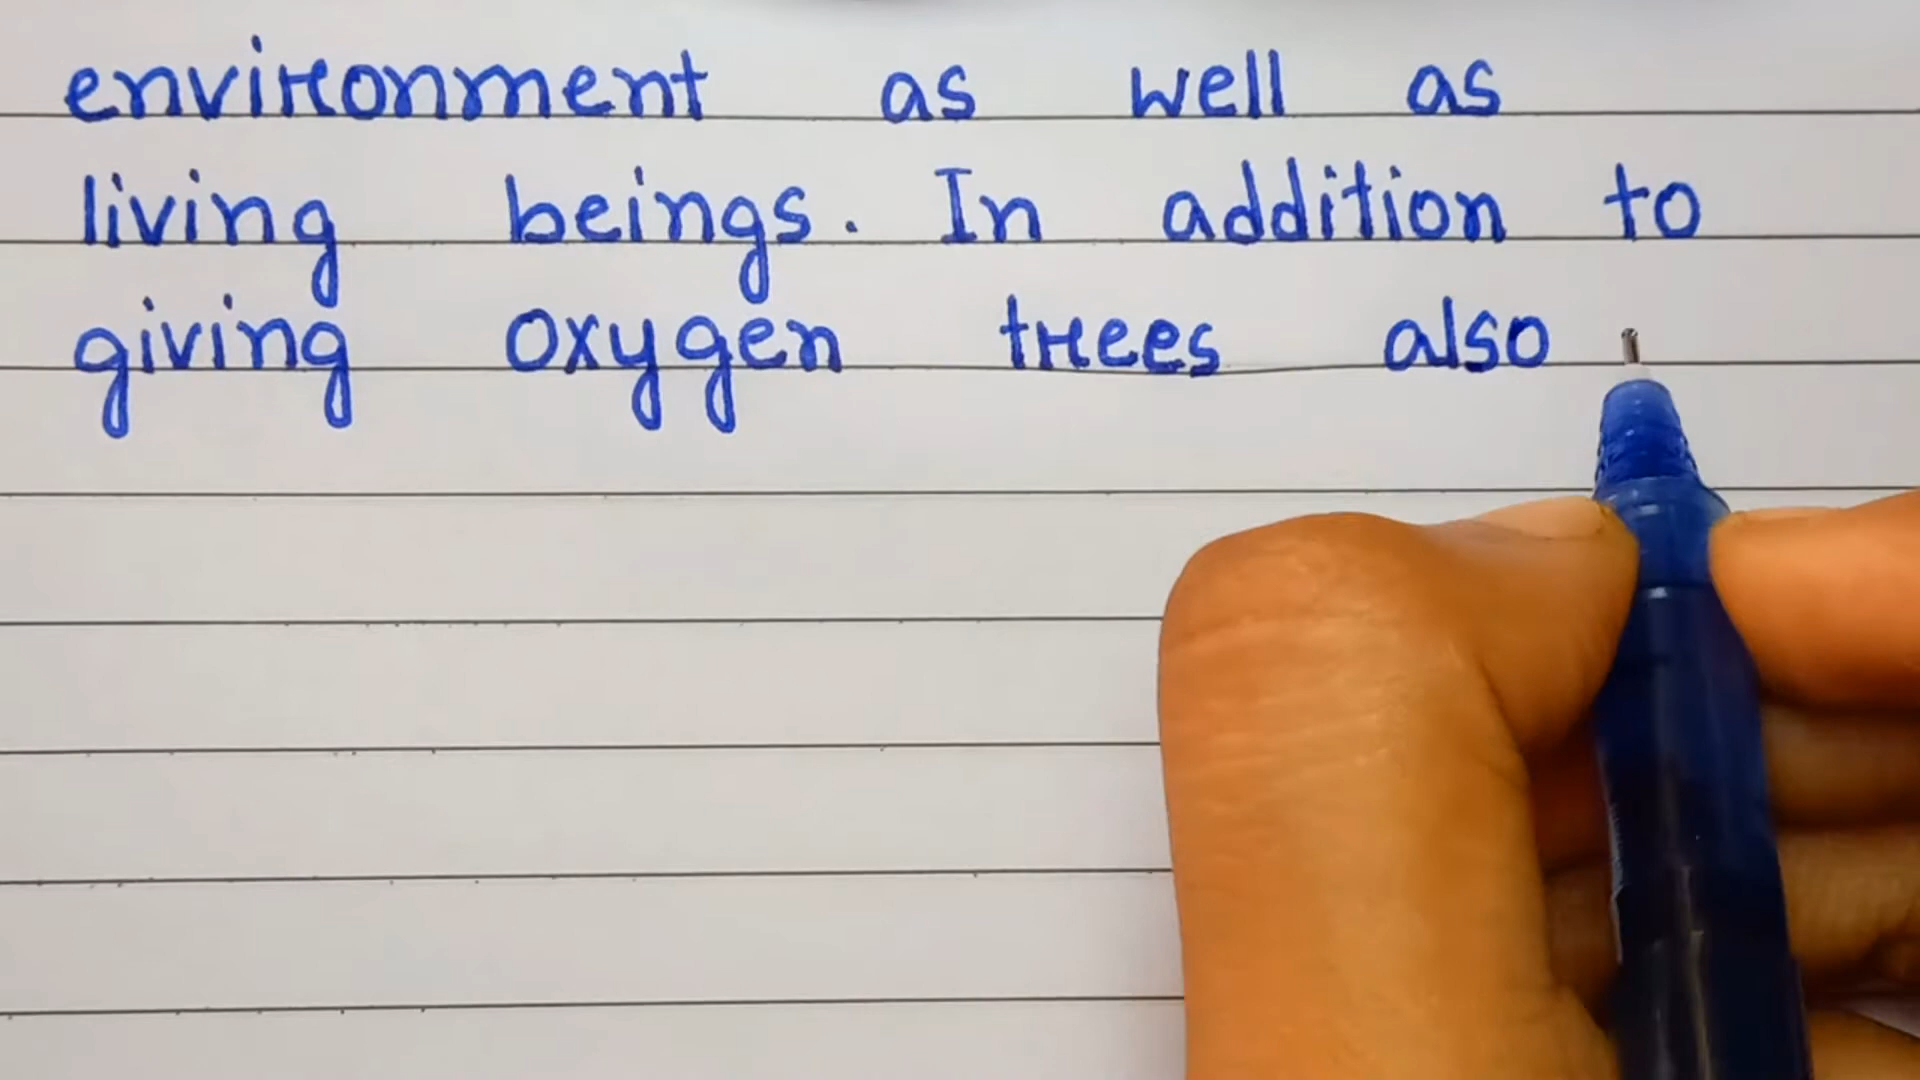 environment as well as
living beings. In addition to
giving oxygen trees also